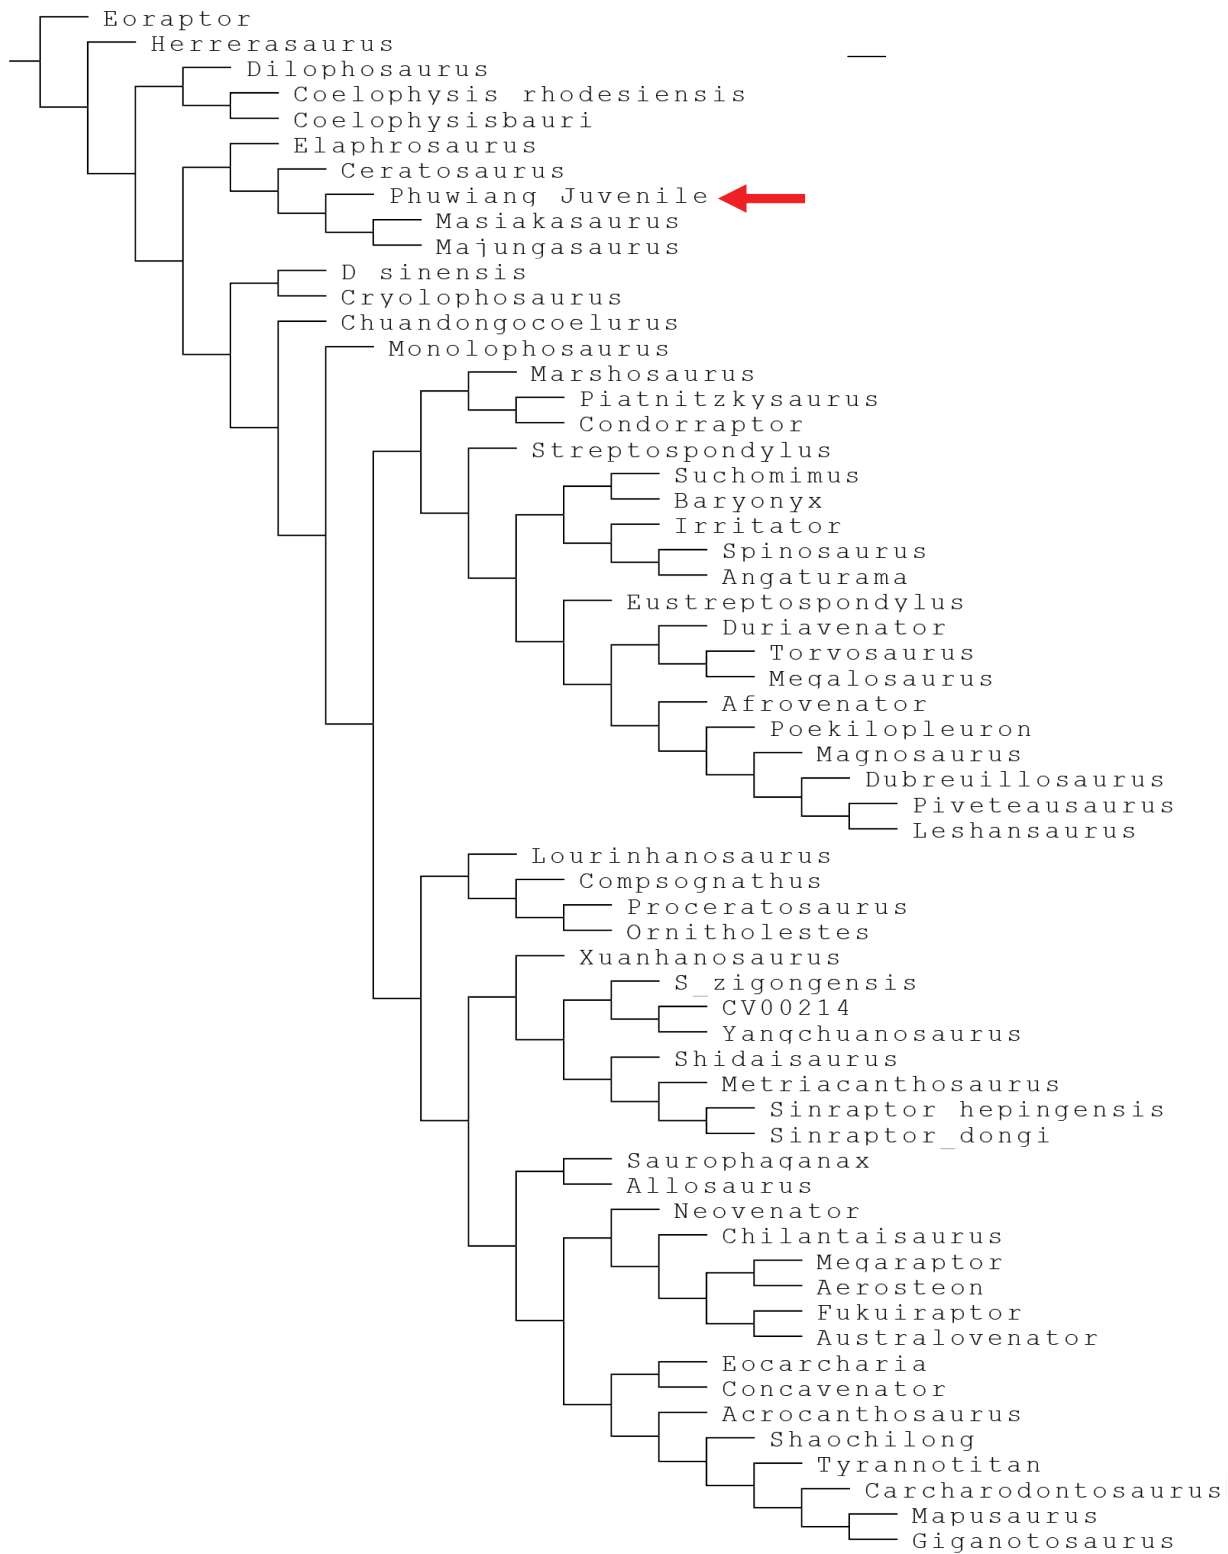 Eoraptor
Herrerasaurus
Dilophosaurus
Coelophysis rhodesiensis
Coelophysisbauri
Elaphrosaurus
Ceratosaurus
Phuwiang Juvenile
Masiakasaurus
Majungasaurus
D sinensis
Cryolophosaurus
Chuandongocoelurus
Monolophosaurus
Marshosaurus
Piatnitzkysaurus
Condorraptor
Streptospondylus
Suchomimus
Baryonyx
Irritator
Spinosaurus
Angaturama
Eustreptospondylus
Duriavenator
Torvosaurus
Megalosaurus
Afrovenator
Poekilopleuron
Magnosaurus
Dubreuillosaurus
Piveteausaurus
Leshansaurus
Lourinhanosaurus
Compsognathus
Proceratosaurus
Ornitholestes
Xuanhanosaurus
S_zigongensis
CV00214
Yangchuanosaurus
Shidaisaurus
Metriacanthosaurus
Sinraptor hepingensis
Sinraptor_dongi
Saurophaganax
Allosaurus
Neovenator
Chilantaisaurus
Megaraptor
Aerosteon
Fukuiraptor
Australovenator
Eocarcharia
Concavenator
Acrocanthosaurus
Shaochilong
Tyrannotitan
Carcharodontosaurus
Mapusaurus
Giganotosaurus